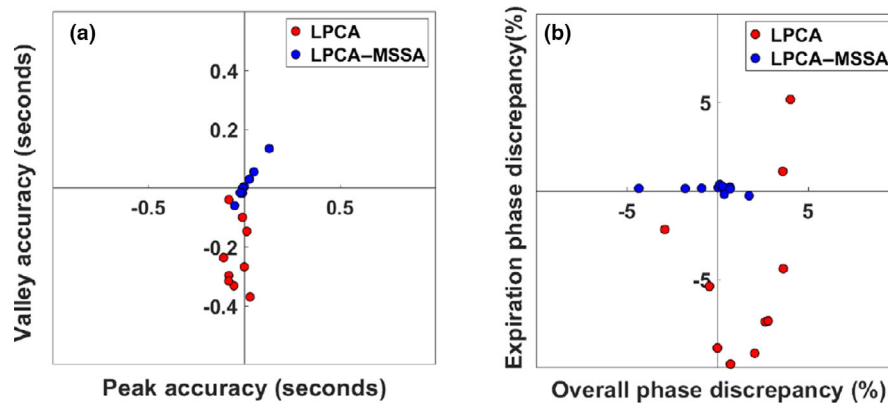 (a)
LPCA
LPCA–MSSA
Valley accuracy (seconds)
0.4
0.2
-0.5
0.5
-0.2
-0.4
Peak accuracy (seconds)
(b)
LPCA
LPCA–MSSA
Expiration phase discrepancy(%)
5
-5
5
-5
Overall phase discrepancy (%)